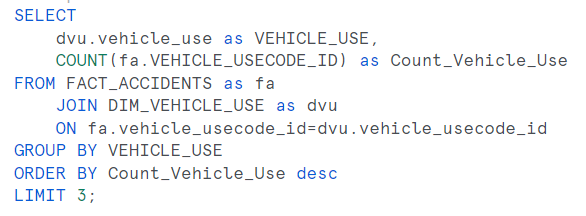 SELECT
dvu.vehicle_use as VEHICLE_USE,
COUNT(fa.VEHICLE_USECODE_ID) as Count_Vehicle_Use
FROM FACT_ACCIDENTS as fa
JOIN DIM_VEHICLE_USE as dvu
ON fa.vehicle_usecode_id=dvu.vehicle_usecode_id
GROUP BY VEHICLE_USE
ORDER BY Count_Vehicle_Use desc
LIMIT 3;